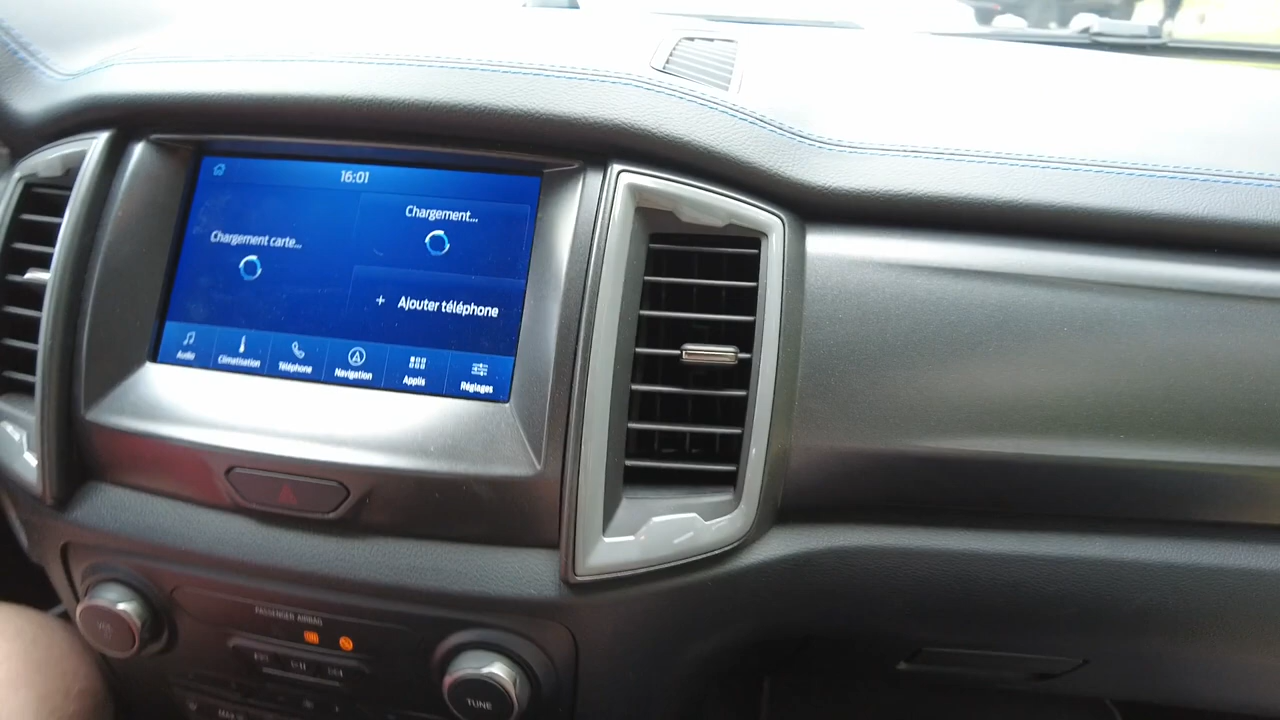 16:01
Chargement...
Chargement carte...
+ Ajouter téléphone
Audio
Climatisation
Téléphone
Navigation
Applis
Réglages
PASSENGER AIRBAG
TUNE